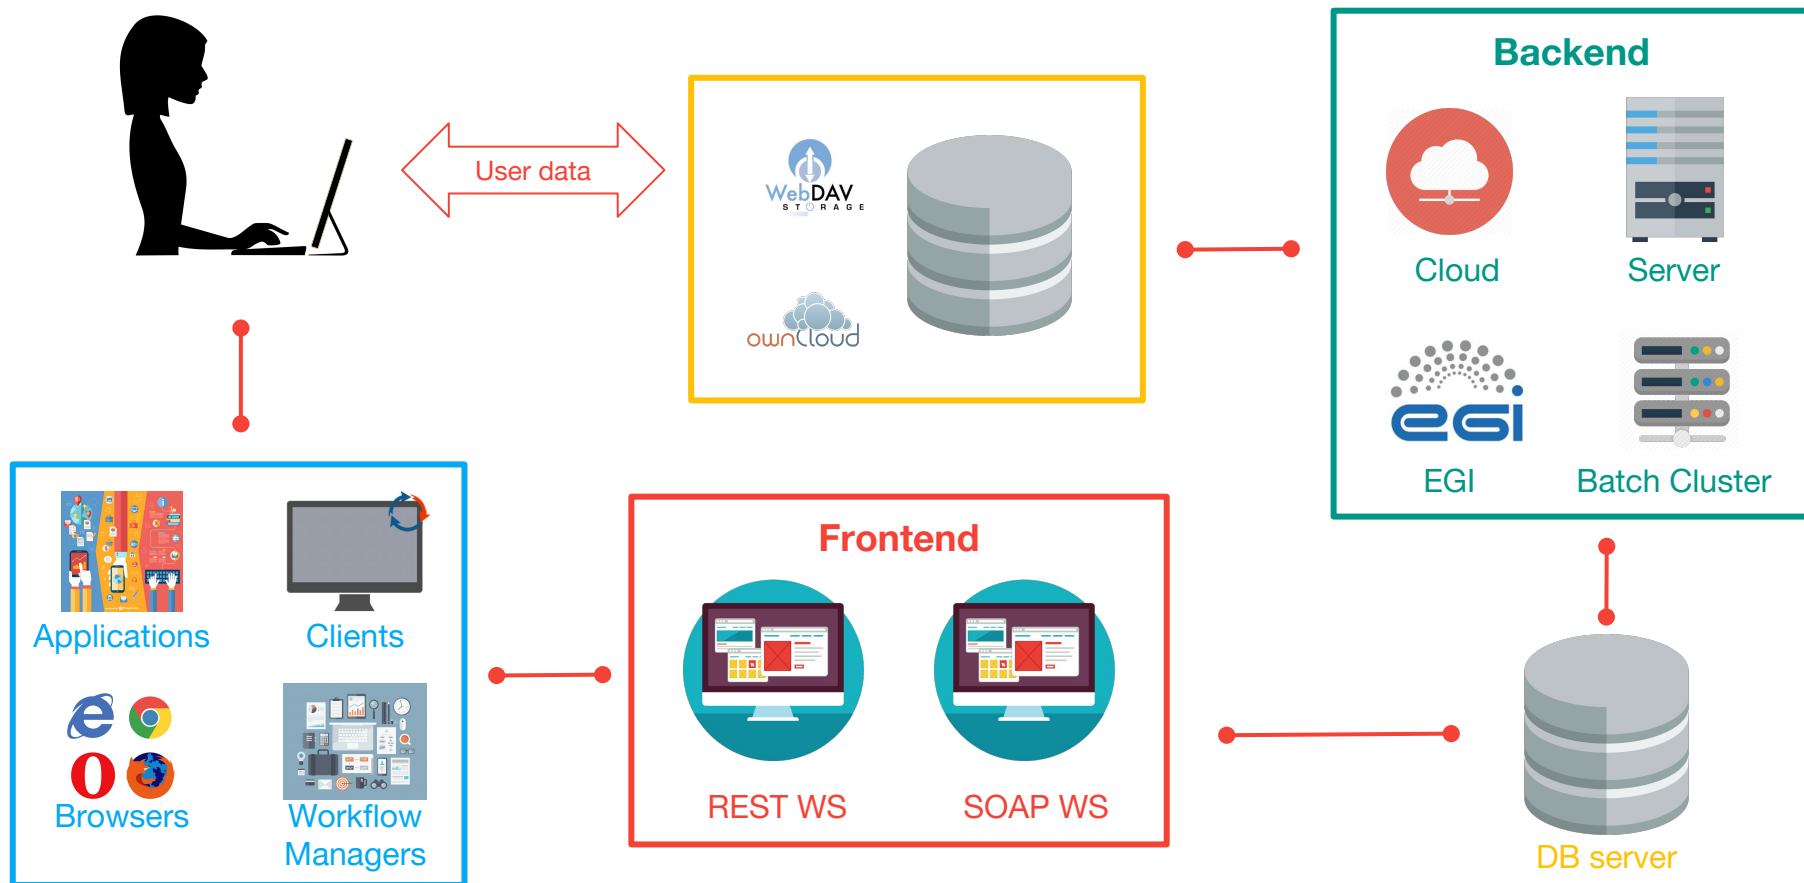 Backend
User data
WebDAV
STORAGE
Cloud
Server
ownCloud
eGi
EGI
Batch Cluster
Frontend
Applications
Clients
REST WS
SOAP WS
Browsers
Workflow
Managers
DB server